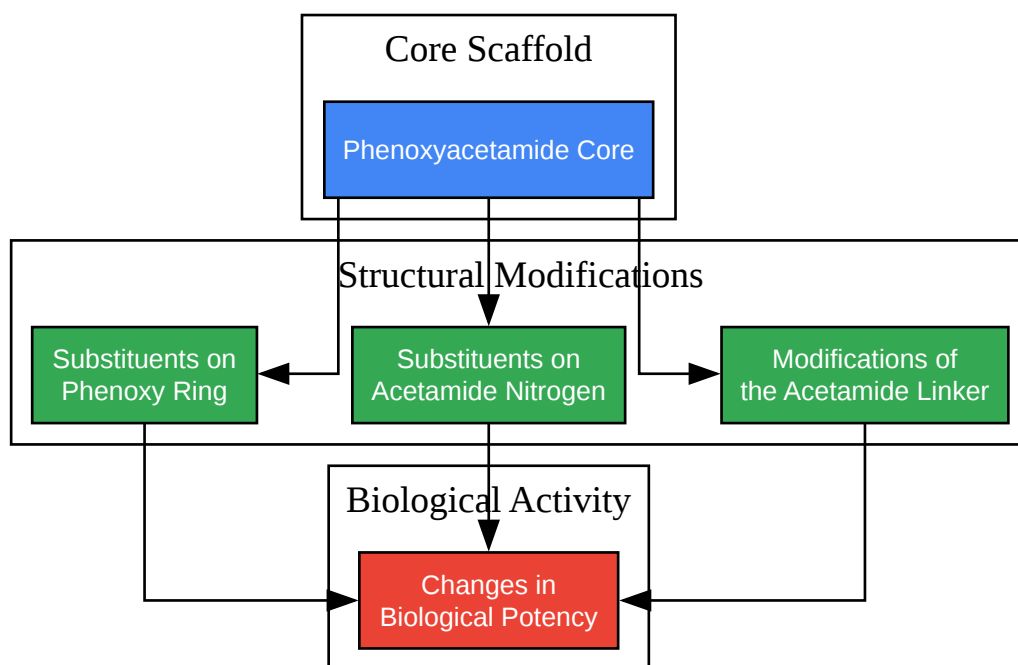 Core Scaffold
Phenoxyacetamide Core
Structural Modifications
Substituents on
Phenoxy Ring
Substituents on
Acetamide Nitrogen
Modifications of
the Acetamide Linker
Biological Activity
Changes in
Biological Potency